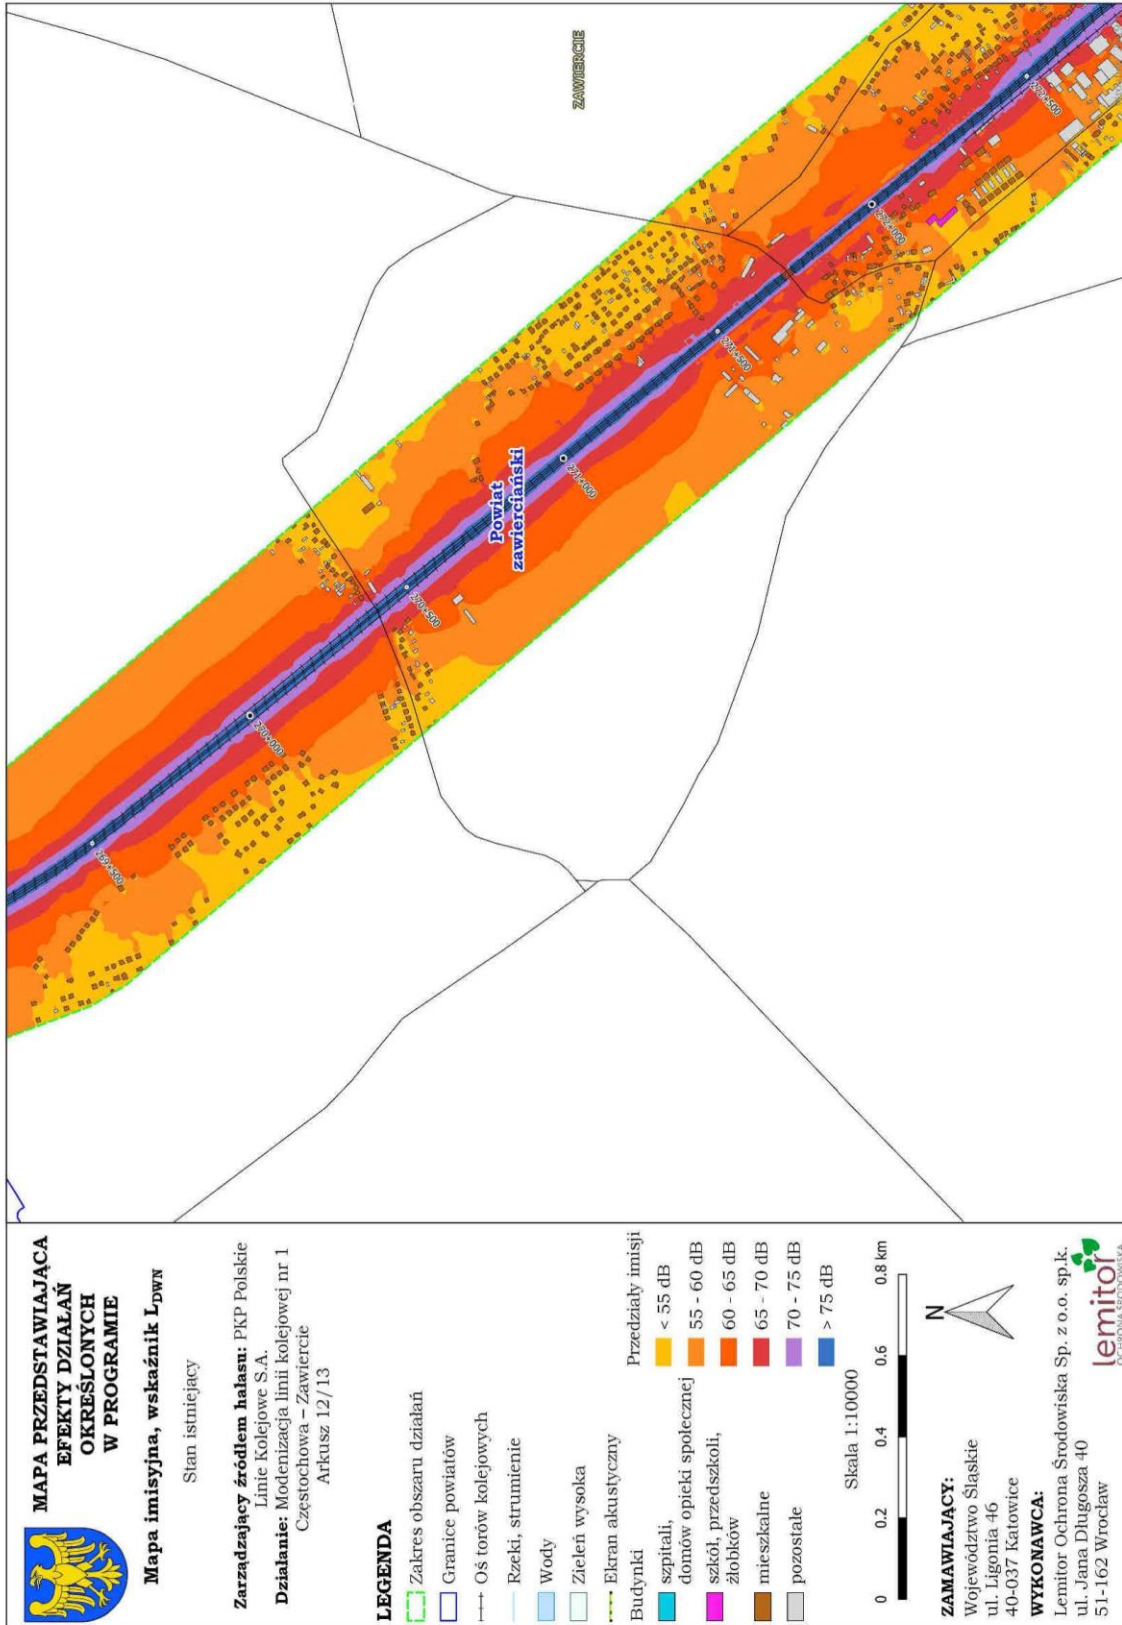 MAPA PRZEDSTAWIAJĄCA
EFEKTY DZIAŁAŃ
OKREŚLONYCH
W PROGRAMIE
Mapa imisyjna, wskaźnik LDWN
Stan istniejący
Zarządzający źródłem hałasu: PKP Polskie
Linie Kolejowe S.A.
Działanie: Modenizacja linii kolejowej nr 1
Częstochowa – Zawiercie
Arkusz 12/13
LEGENDA
Zakres obszaru działań
Granice powiatów
Oś torów kolejowych
Rzeki, strumienie
Wody
Zieleń wysoka
Ekran akustyczny
Budynki
szpitali,
domów opieki społecznej
szkół, przedszkoli,
żłobków
mieszkalne
pozostałe
Przedziały imisji
< 55 dB
55 - 60 dB
60 - 65 dB
65 - 70 dB
70 - 75 dB
> 75 dB
Skala 1:10000
0 0.2 0.4 0.6 0.8 km
N
ZAMAWIAJĄCY:
Województwo Śląskie
ul. Ligonia 46
40-037 Katowice
WYKONAWCA:
Lemitor Ochrona Środowiska Sp. z o.o. sp.k.
ul. Jana Długosza 40
51-162 Wrocław
lemitor
OCHRONA ŚRODOWISKA
269+500
270+000
270+500
Powiat
zawierciański
271+000
271+500
272+000
272+500
ZAWIERCIE